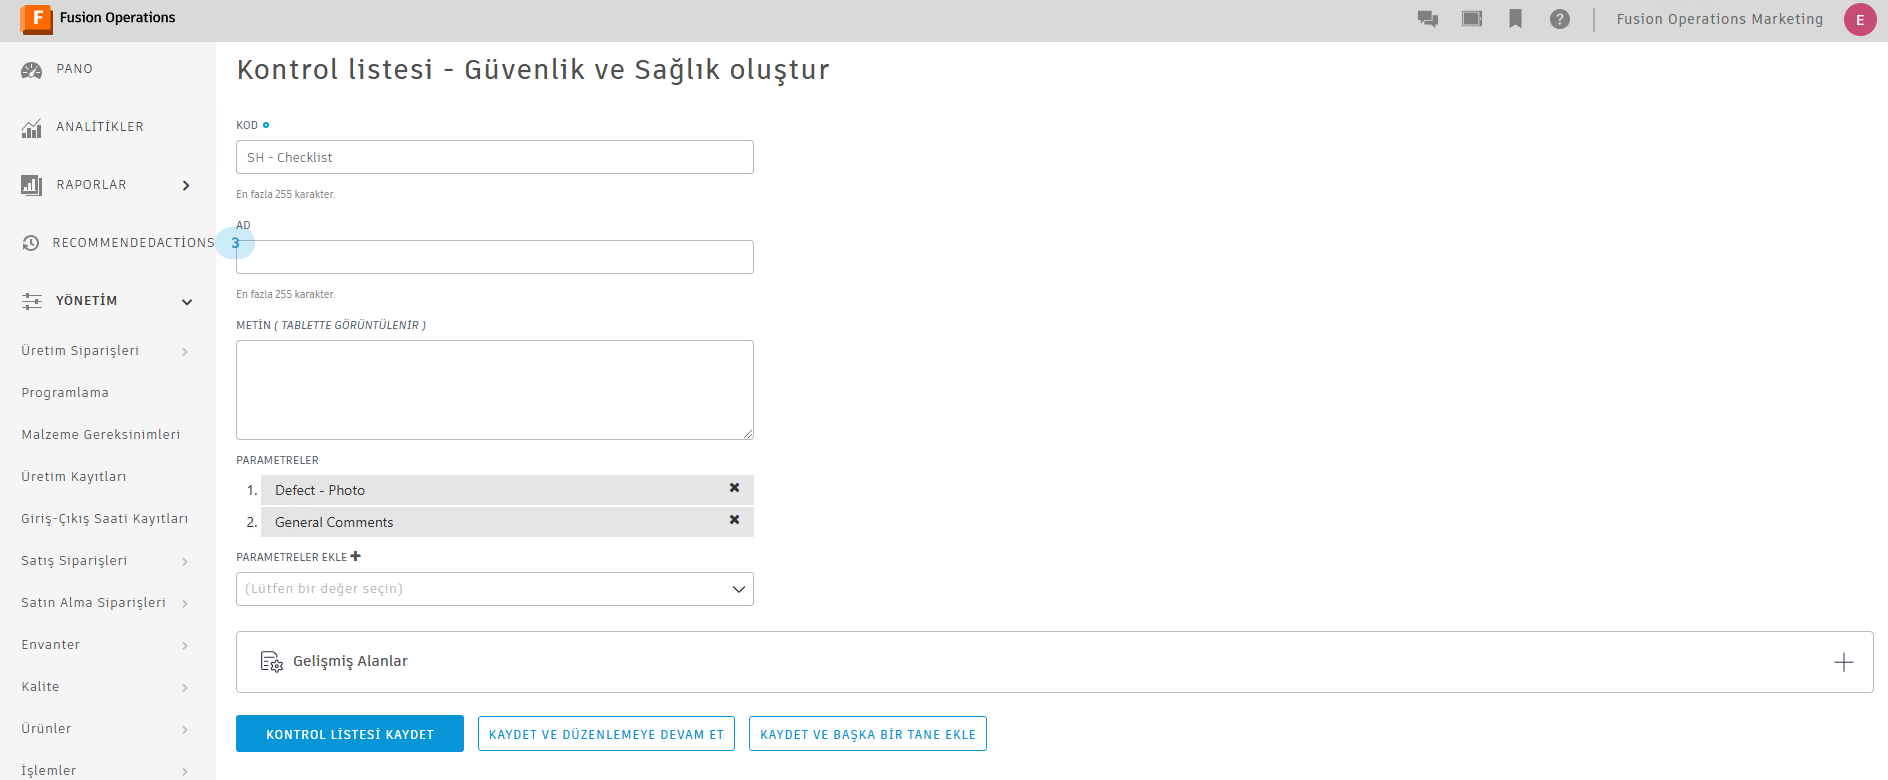 F Fusion Operations
Fusion Operations Marketing
E
PANO
ANALİTİKLER
RAPORLAR
RECOMMENDEDACTIONS 3
YÖNETİM
Üretim Siparişleri
Programlama
Malzeme Gereksinimleri
Üretim Kayıtları
Giriş-Çıkış Saati Kayıtları
Satış Siparişleri
Satın Alma Siparişleri
Envanter
Kalite
Ürünler
İşlemler
Kontrol listesi - Güvenlik ve Sağlık oluştur
KOD
SH - Checklist
En fazla 255 karakter.
AD
En fazla 255 karakter.
METİN ( TABLETTE GÖRÜNTÜLENİR )
PARAMETRELER
1. Defect - Photo
2. General Comments
PARAMETRELER EKLE
(Lütfen bir değer seçin)
Gelişmiş Alanlar
KONTROL LİSTESİ KAYDET
KAYDET VE DÜZENLEMEYE DEVAM ET
KAYDET VE BAŞKA BİR TANE EKLE